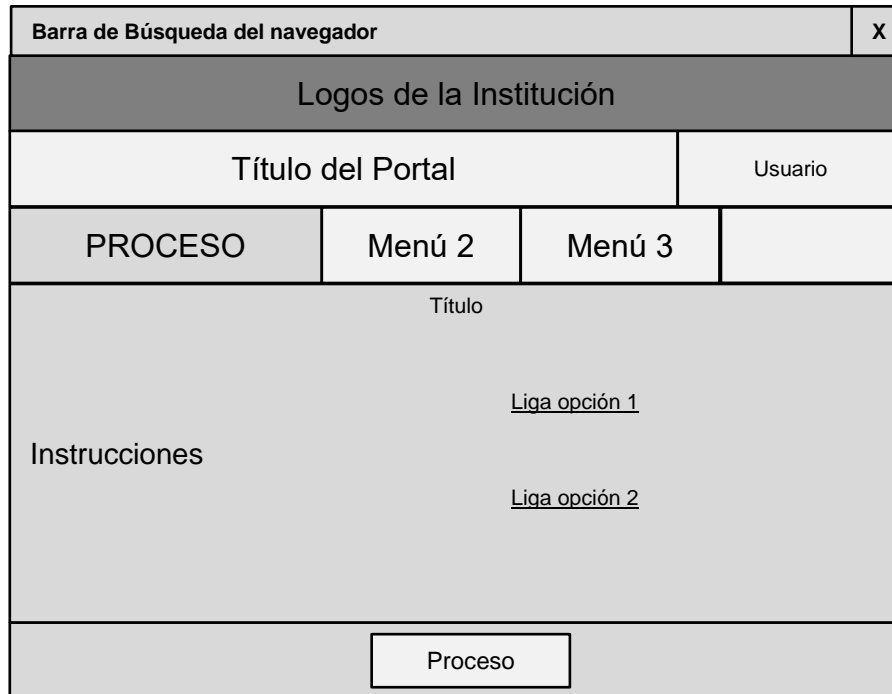 Barra de Búsqueda del navegador X
Logos de la Institución
Título del Portal Usuario
PROCESO Menú 2 Menú 3
Título
Liga opción 1
Instrucciones
Liga opción 2
Proceso